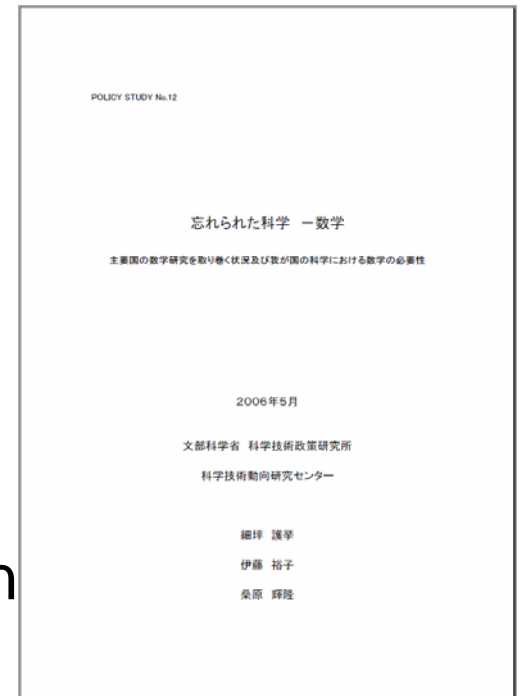 POLICY STUDY No.12
忘れられた科学 －数学
主要国の数学研究を取り巻く状況及び我が国の科学における数学の必要性
2006年5月
文部科学省 科学技術政策研究所
科学技術動向研究センター
細坪 護挙
伊藤 裕子
桑原 輝隆
n